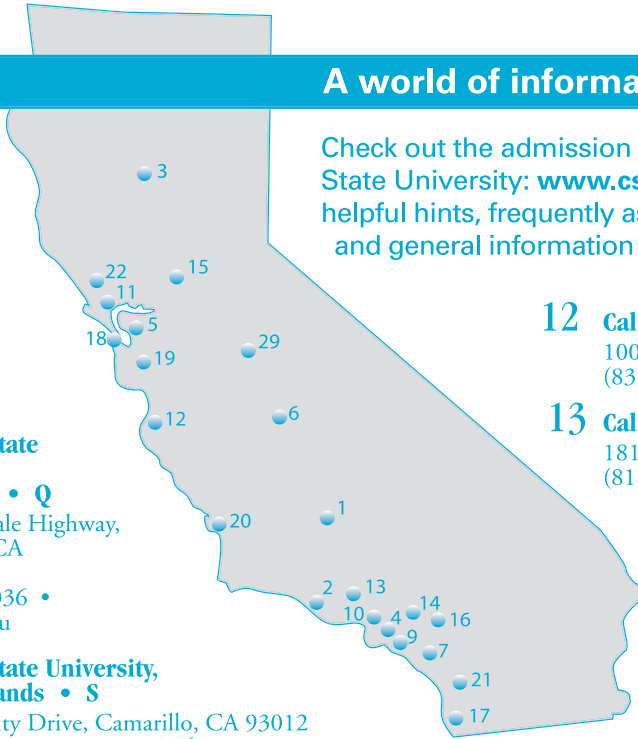 A world of informa
Check out the admission
State University: www.cs
helpful hints, frequently as
and general information
3
22
15
11
5
18
19
29
12
6
20
1
2
13
10
4
14
16
9
7
21
17
12 Cal
100
(83
13 Cal
181
(81
tate
• Q
ale Highway,
CA
036 •
u
tate University,
ands • S
ity Drive, Camarillo, CA 93012